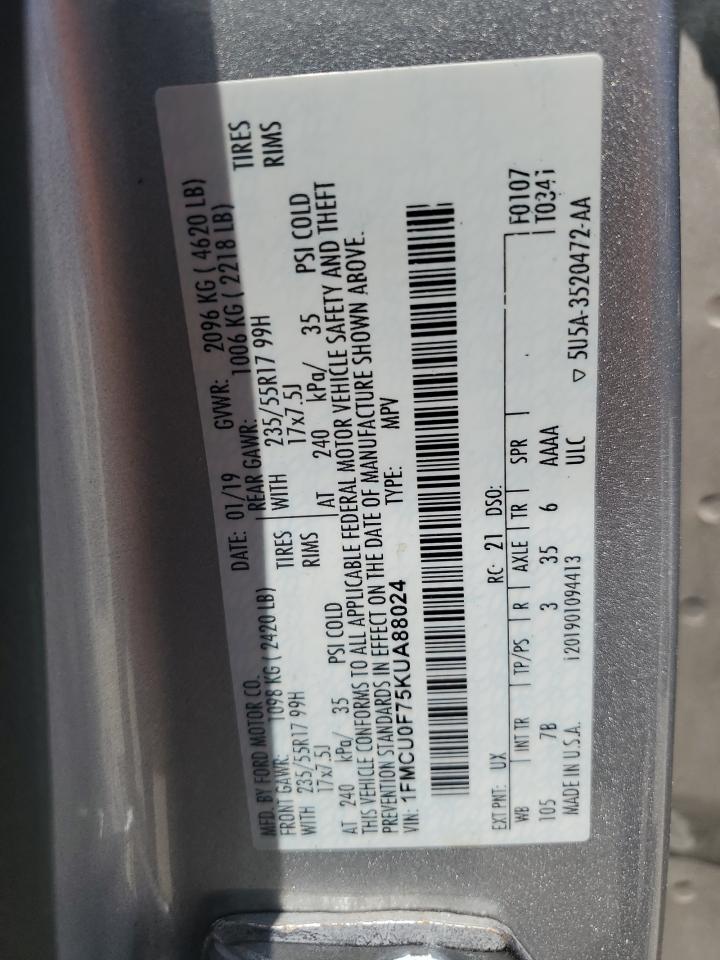 MFD. BY FORD MOTOR CO. DATE: 01/19 GVWR: 2096 KG ( 4620 LB)
FRONT GAWR: 1098 KG ( 2420 LB) REAR GAWR: 1006 KG ( 2218 LB)
WITH 235/55R17 99H TIRES WITH 235/55R17 99H TIRES
17x7.5J RIMS 17x7.5J RIMS
AT 240 kPa/ 35 PSI COLD AT 240 kPa/ 35 PSI COLD
THIS VEHICLE CONFORMS TO ALL APPLICABLE FEDERAL MOTOR VEHICLE SAFETY AND THEFT
PREVENTION STANDARDS IN EFFECT ON THE DATE OF MANUFACTURE SHOWN ABOVE.
VIN: 1FMCU0F75KUA88024 TYPE: MPV
EXT PNT: UX RC: 21 DSO: F0107
WB INT TR TP/PS R AXLE TR SPR T0341
105 7B 3 35 6 AAAA
MADE IN U.S.A. i201901094413 ULC ▽ 5U5A-3520472-AA